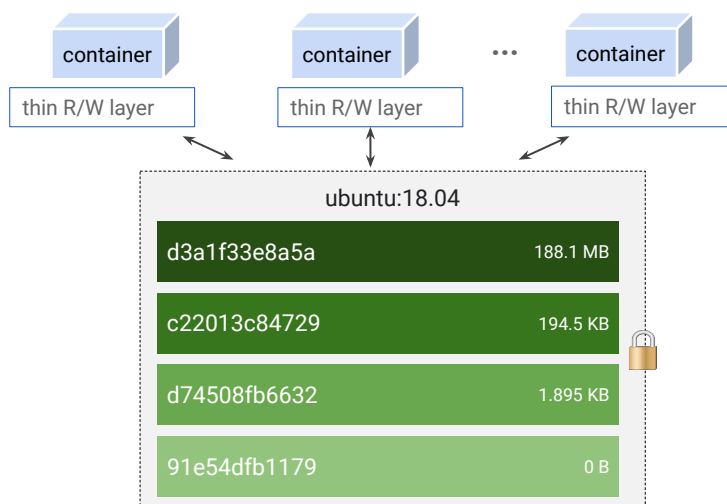 container
container
...
container
thin R/W layer
thin R/W layer
thin R/W layer
ubuntu:18.04
d3a1f33e8a5a 188.1 MB
c22013c84729 194.5 KB
d74508fb6632 1.895 KB
91e54dfb1179 0 B